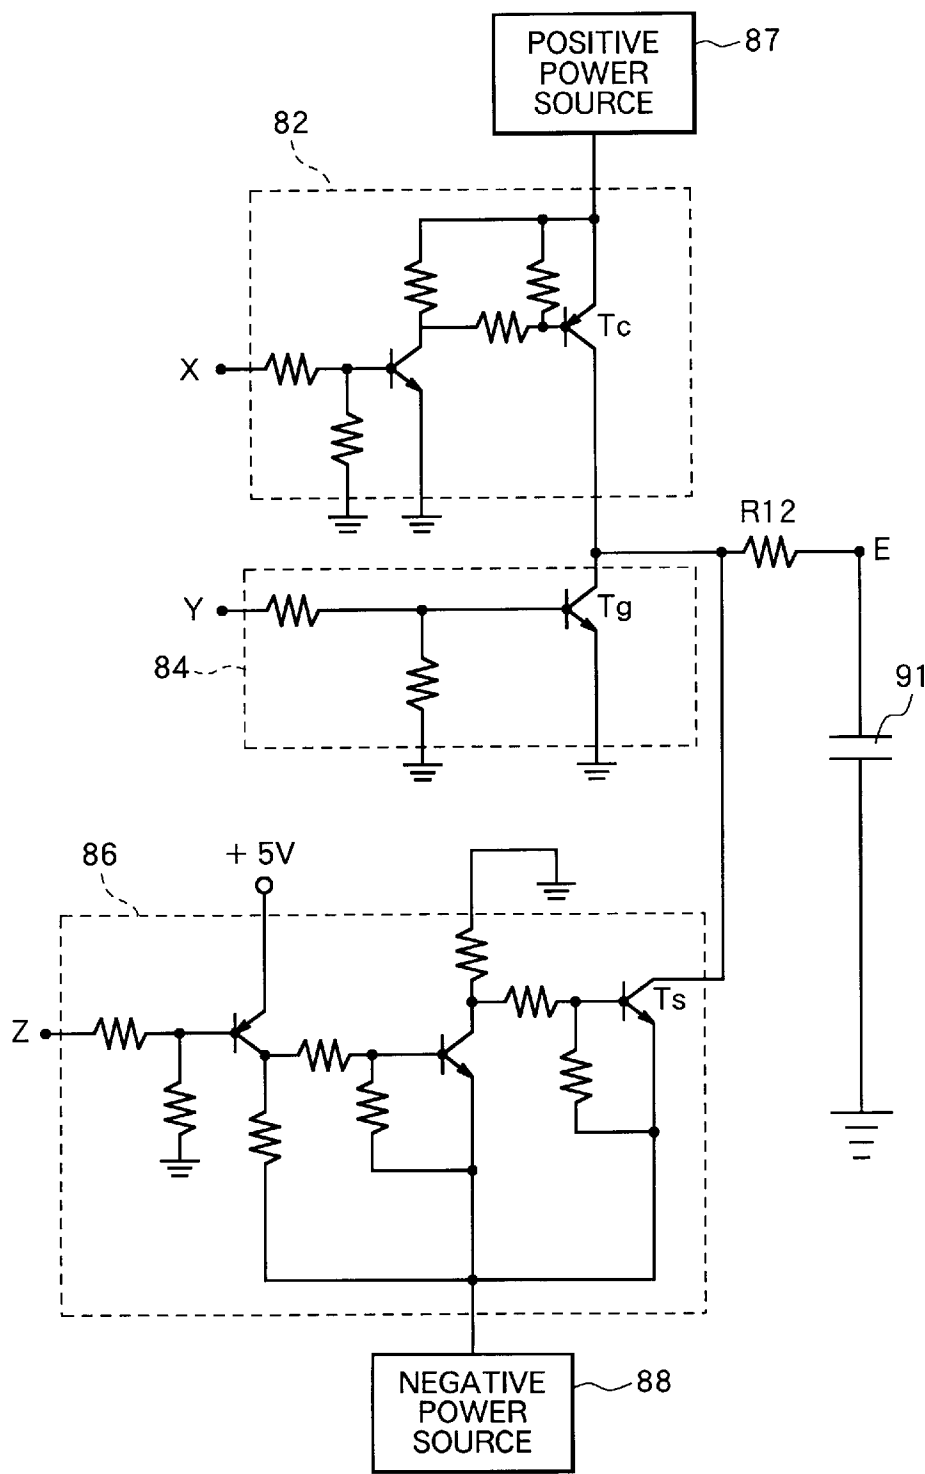 POSITIVE
POWER
SOURCE
87
82
Tc
X
R12
E
Y
Tg
84
91
86
+5V
Ts
Z
NEGATIVE
POWER
SOURCE
88